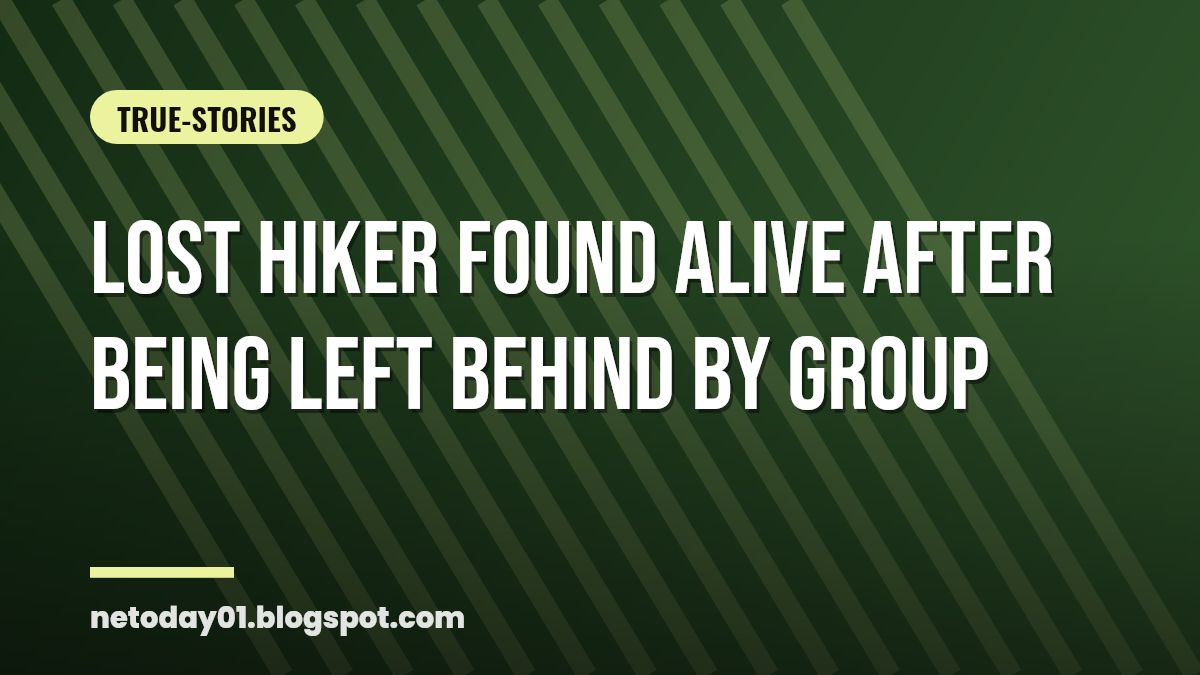 TRUE-STORIES
LOST HIKER FOUND ALIVE AFTER
BEING LEFT BEHIND BY GROUP
netoday01.blogspot.com